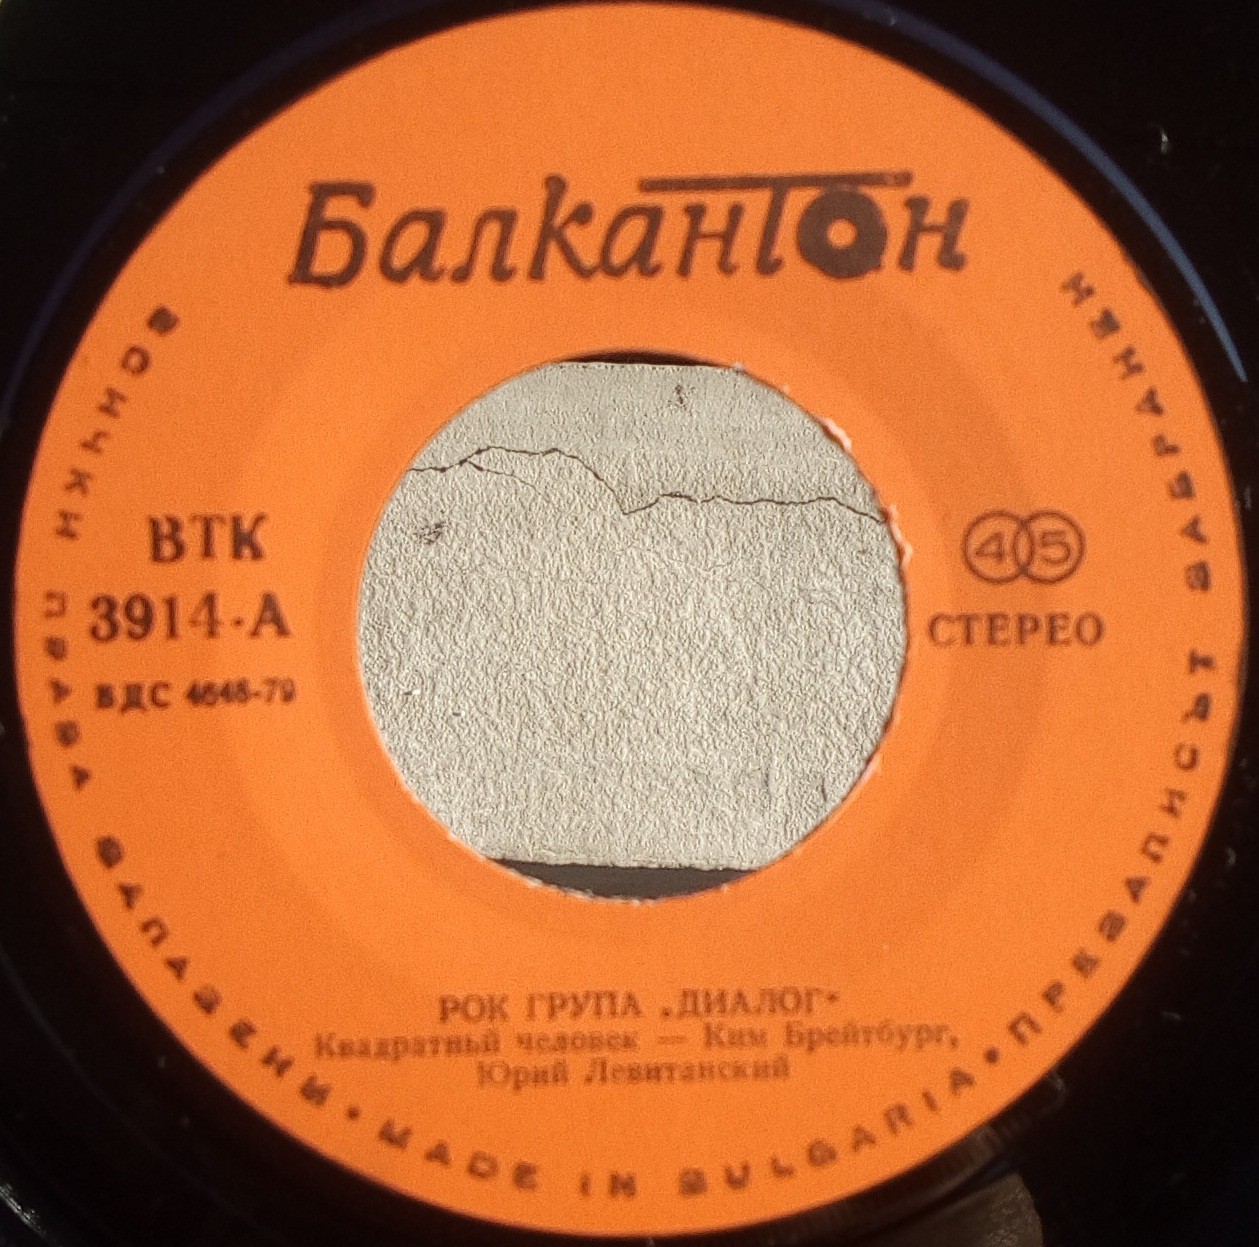 Балкантон
ВТК
3914-А
БДС 4648-79
45
СТЕРЕО
РОК ГРУПА „ДИАЛОГ“
Квадратный человек — Ким Брейтбург,
Юрий Левитанский
ВСИЧКИ ПРАВА ЗАПАЗЕНИ • MADE IN BULGARIA • ПРЕЗАПИСЪТ ЗАБРАНЕН